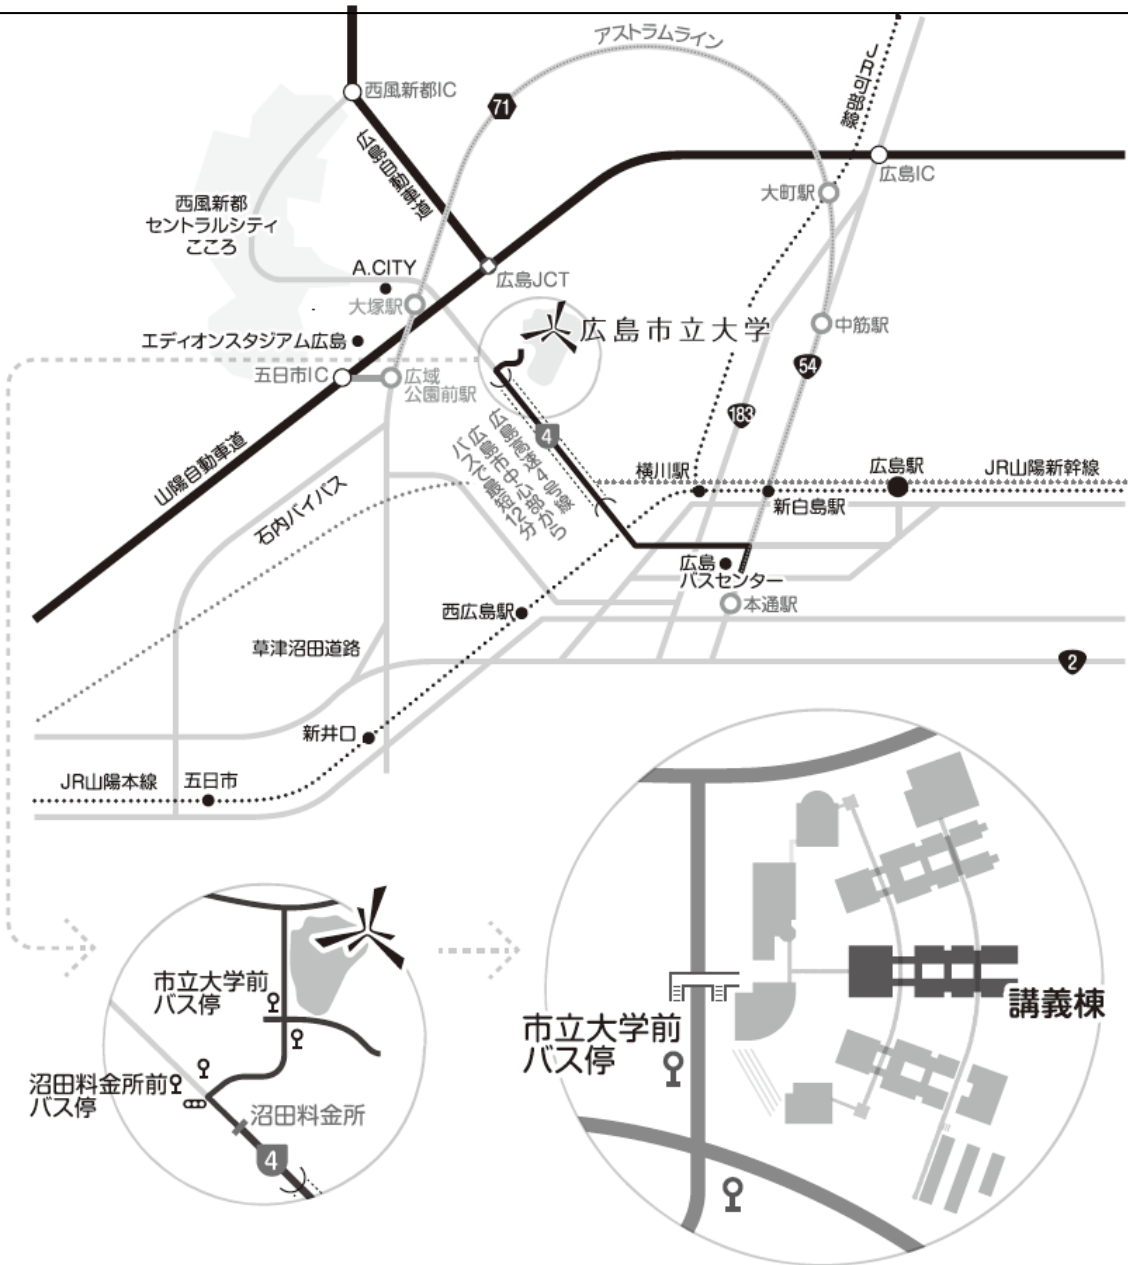 アストラムライン
JR可部線
西風新都IC
71
広島自動車道
広島IC
大町駅
西風新都
セントラルシティ
こころ
A.CITY
広島JCT
大塚駅
広島市立大学
中筋駅
エディオンスタジアム広島
54
五日市IC
広域
公園前駅
183
4
広島高速4号線
広島市中心部から
バスで最短12分
山陽自動車道
石内バイパス
横川駅
広島駅
JR山陽新幹線
新白島駅
広島
バスセンター
本通駅
西広島駅
草津沼田道路
2
新井口
JR山陽本線
五日市
市立大学前
バス停
沼田料金所前
バス停
沼田料金所
4
講義棟
市立大学前
バス停